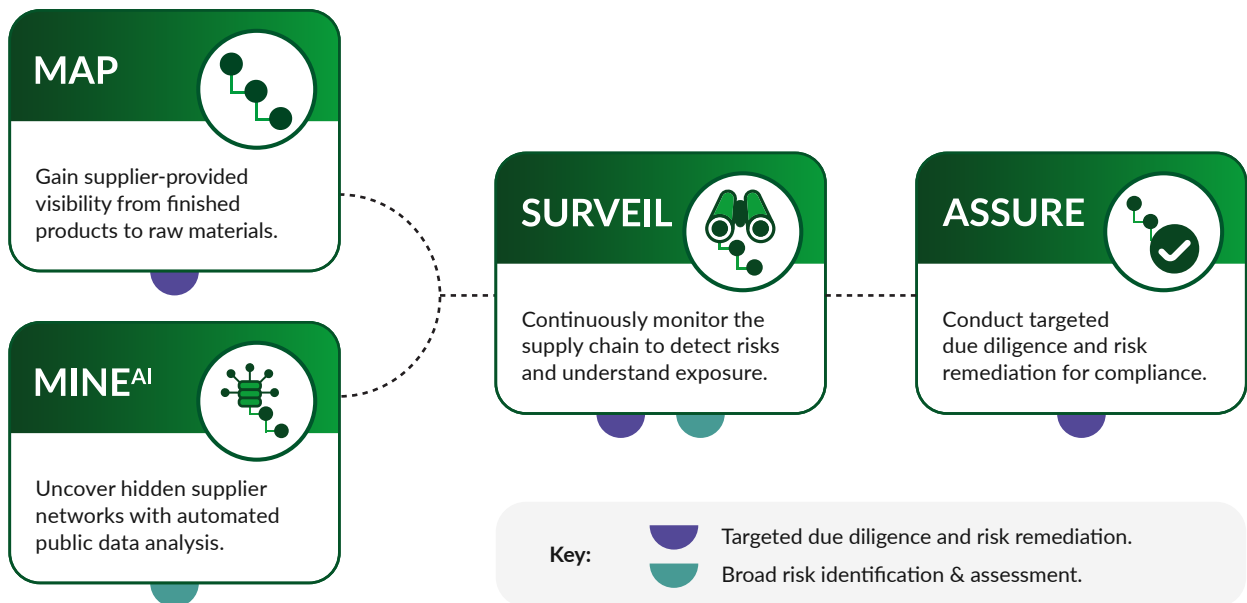 MAP
Gain supplier-provided
visibility from finished
products to raw materials.
MINE^AI
Uncover hidden supplier
networks with automated
public data analysis.
SURVEIL
Continuously monitor the
supply chain to detect risks
and understand exposure.
ASSURE
Conduct targeted
due diligence and risk
remediation for compliance.
Key:
Targeted due diligence and risk remediation.
Broad risk identification & assessment.